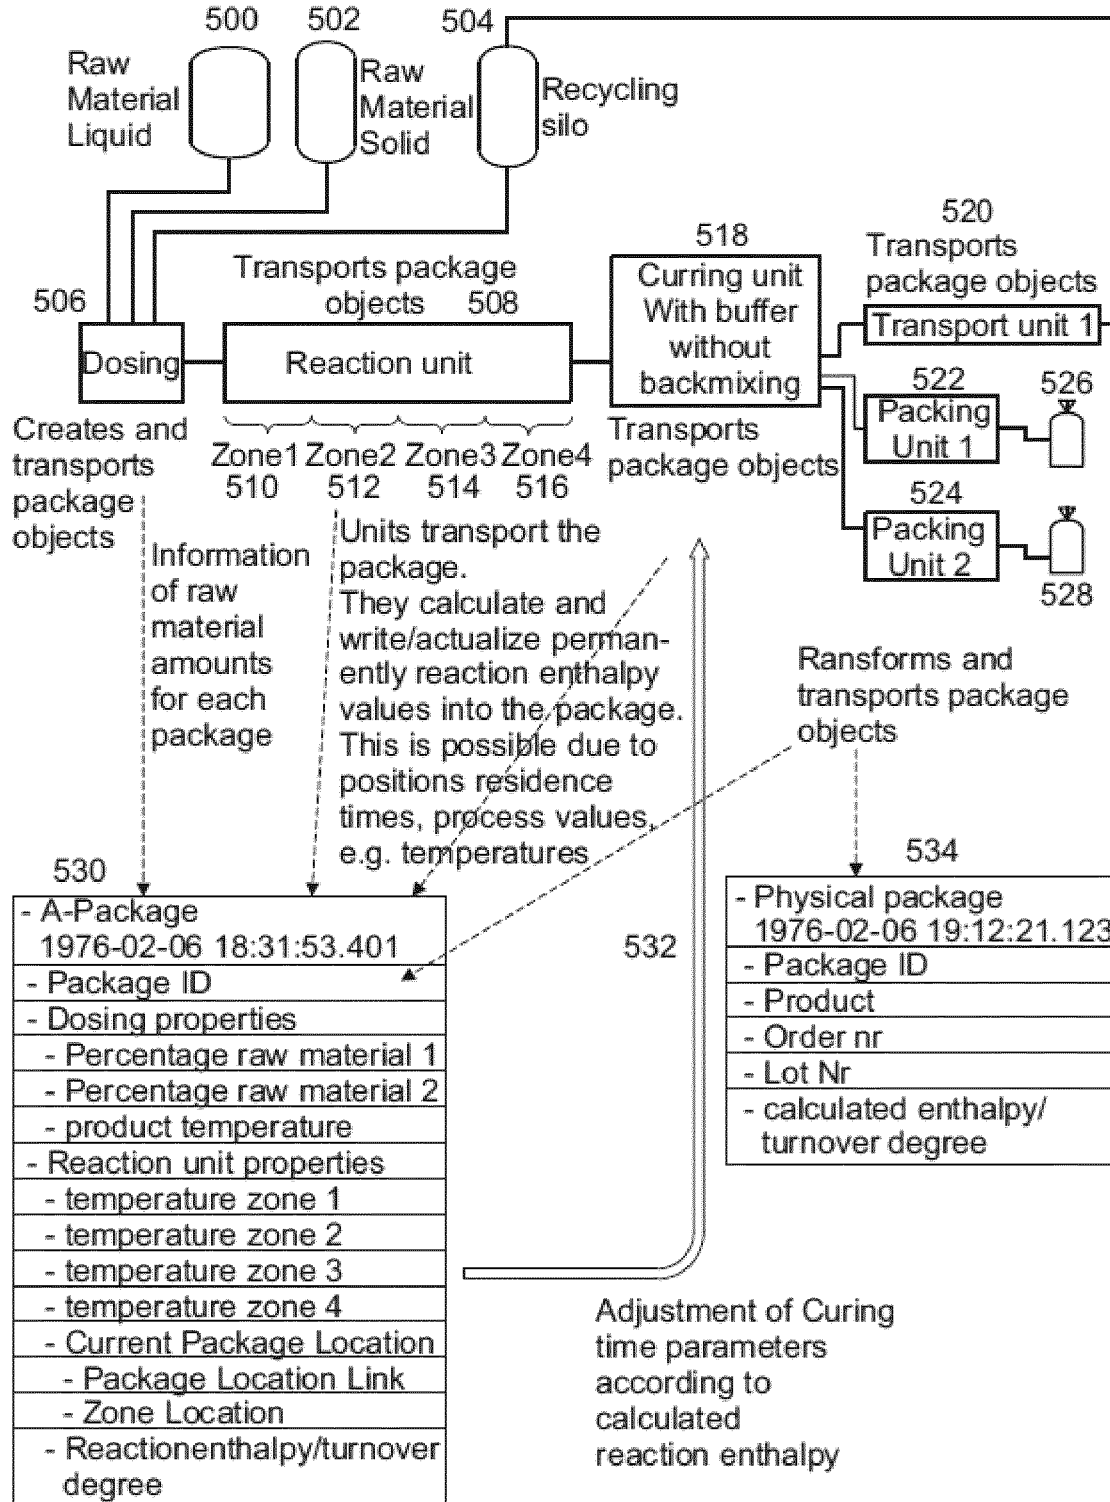 500
502
504
Raw
Material
Liquid
Raw
Material
Solid
Recycling
silo
506
Transports package
objects 508
518
520
Transports
package objects
Dosing
Reaction unit
Curring unit
With buffer
without
backmixing
Transport unit 1
522
Packing
Unit 1
526
524
Packing
Unit 2
528
Creates and
transports
package
objects
Zone1 Zone2 Zone3 Zone4
510 512 514 516
Transports
package objects
Information
of raw
material
amounts
for each
package
Units transport the
package.
They calculate and
write/actualize perman-
ently reaction enthalpy
values into the package.
This is possible due to
positions residence
times, process values,
e.g. temperatures
Ransforms and
transports package
objects
530
- A-Package
1976-02-06 18:31:53.401
- Package ID
- Dosing properties
- Percentage raw material 1
- Percentage raw material 2
- product temperature
- Reaction unit properties
- temperature zone 1
- temperature zone 2
- temperature zone 3
- temperature zone 4
- Current Package Location
- Package Location Link
- Zone Location
- Reactionenthalpy/turnover
degree
532
534
- Physical package
1976-02-06 19:12:21.123
- Package ID
- Product
- Order nr
- Lot Nr
- calculated enthalpy/
turnover degree
Adjustment of Curing
time parameters
according to
calculated
reaction enthalpy